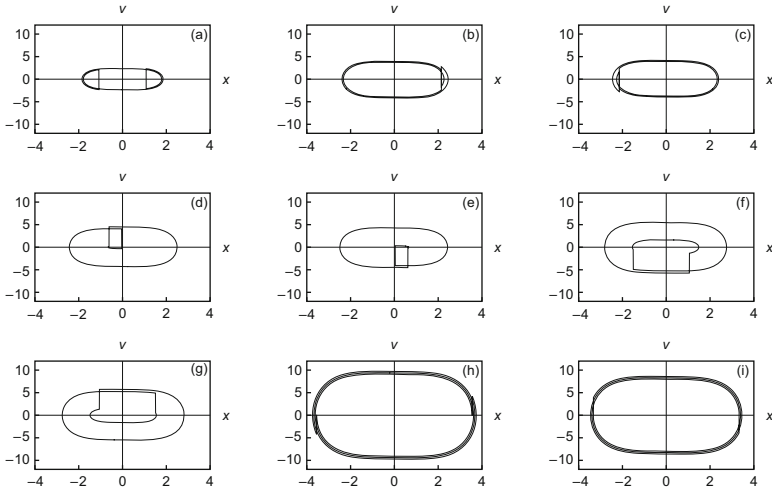 v v v
10 (a) 10 (b) 10 (c)
5 5 5
0 x 0 x 0 x
−5 −5 −5
−10 −10 −10
−4 −2 0 2 4 −4 −2 0 2 4 −4 −2 0 2 4
v v v
10 (d) 10 (e) 10 (f)
5 5 5
0 x 0 x 0 x
−5 −5 −5
−10 −10 −10
−4 −2 0 2 4 −4 −2 0 2 4 −4 −2 0 2 4
v v v
10 (g) 10 (h) 10 (i)
5 5 5
0 x 0 x 0 x
−5 −5 −5
−10 −10 −10
−4 −2 0 2 4 −4 −2 0 2 4 −4 −2 0 2 4